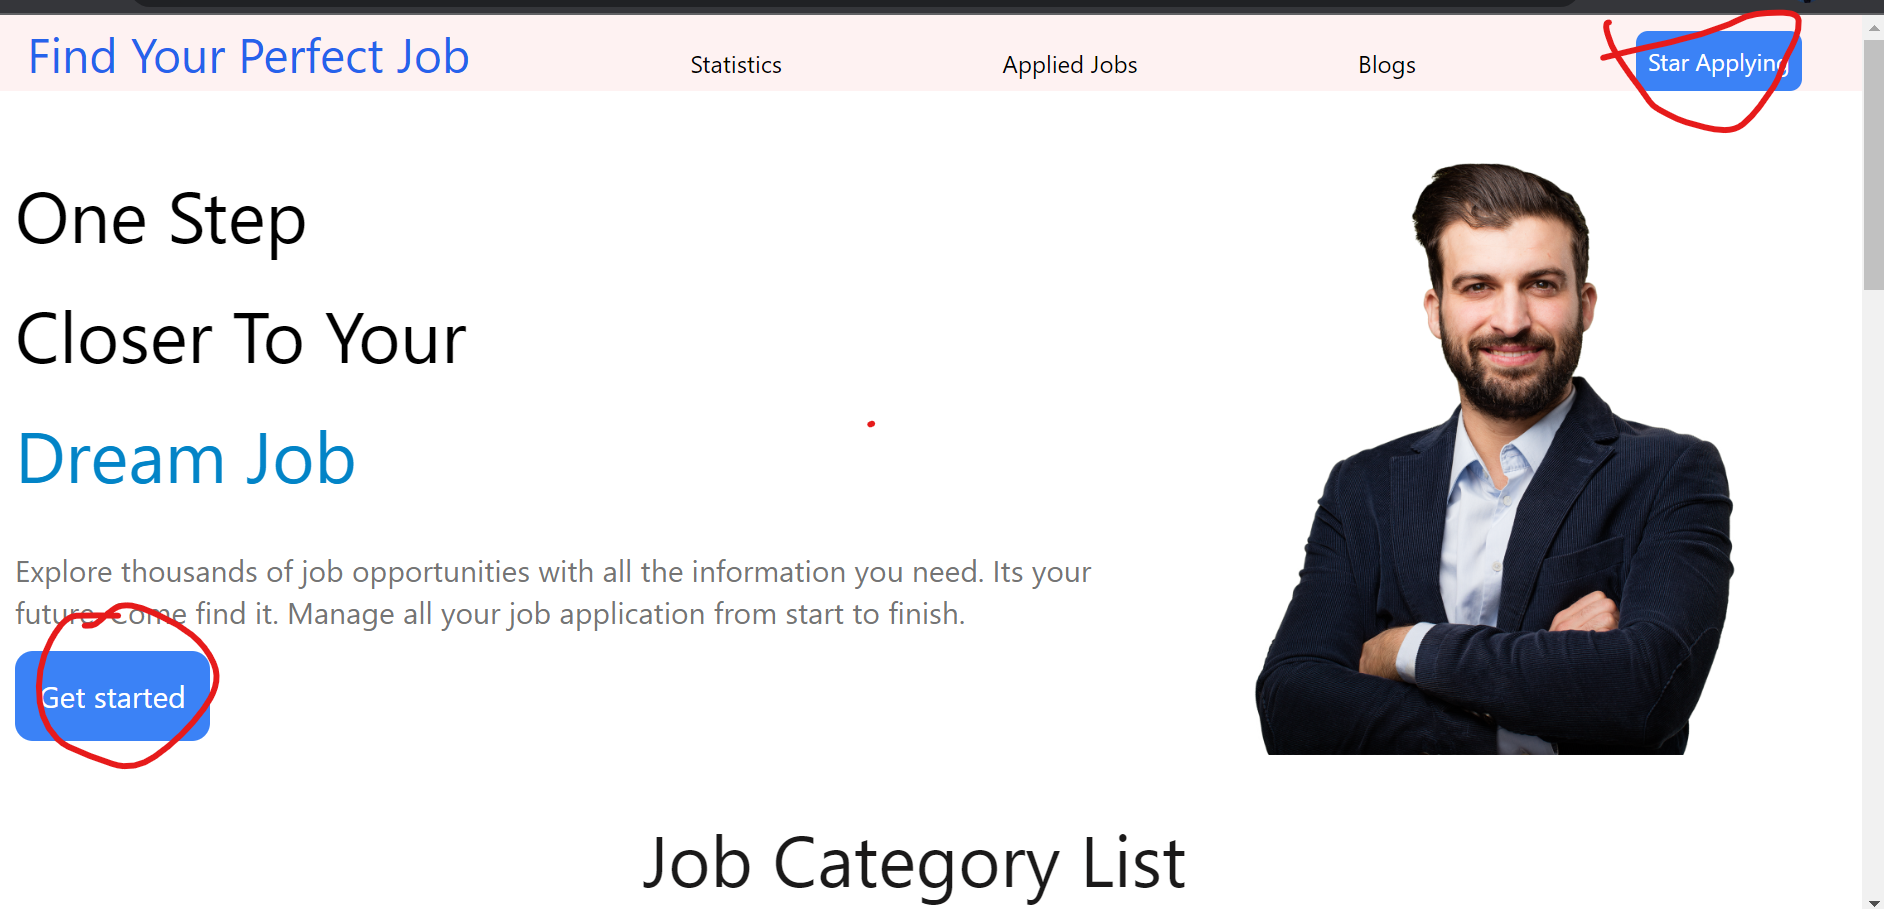 Find Your Perfect Job
Statistics
Applied Jobs
Blogs
Star Applying
One Step
Closer To Your
Dream Job
Explore thousands of job opportunities with all the information you need. Its your
future. Come find it. Manage all your job application from start to finish.
Get started
Job Category List